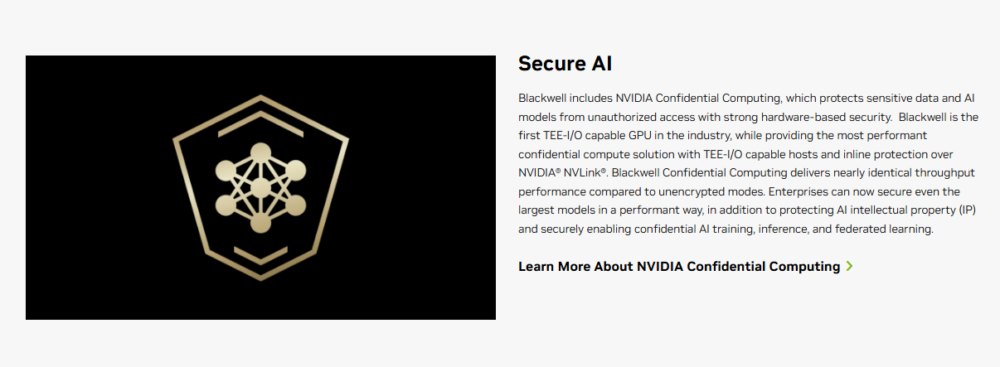 Secure AI
Blackwell includes NVIDIA Confidential Computing, which protects sensitive data and AI
models from unauthorized access with strong hardware-based security.  Blackwell is the
first TEE-I/O capable GPU in the industry, while providing the most performant
confidential compute solution with TEE-I/O capable hosts and inline protection over
NVIDIA® NVLink®. Blackwell Confidential Computing delivers nearly identical throughput
performance compared to unencrypted modes. Enterprises can now secure even the
largest models in a performant way, in addition to protecting AI intellectual property (IP)
and securely enabling confidential AI training, inference, and federated learning.
Learn More About NVIDIA Confidential Computing